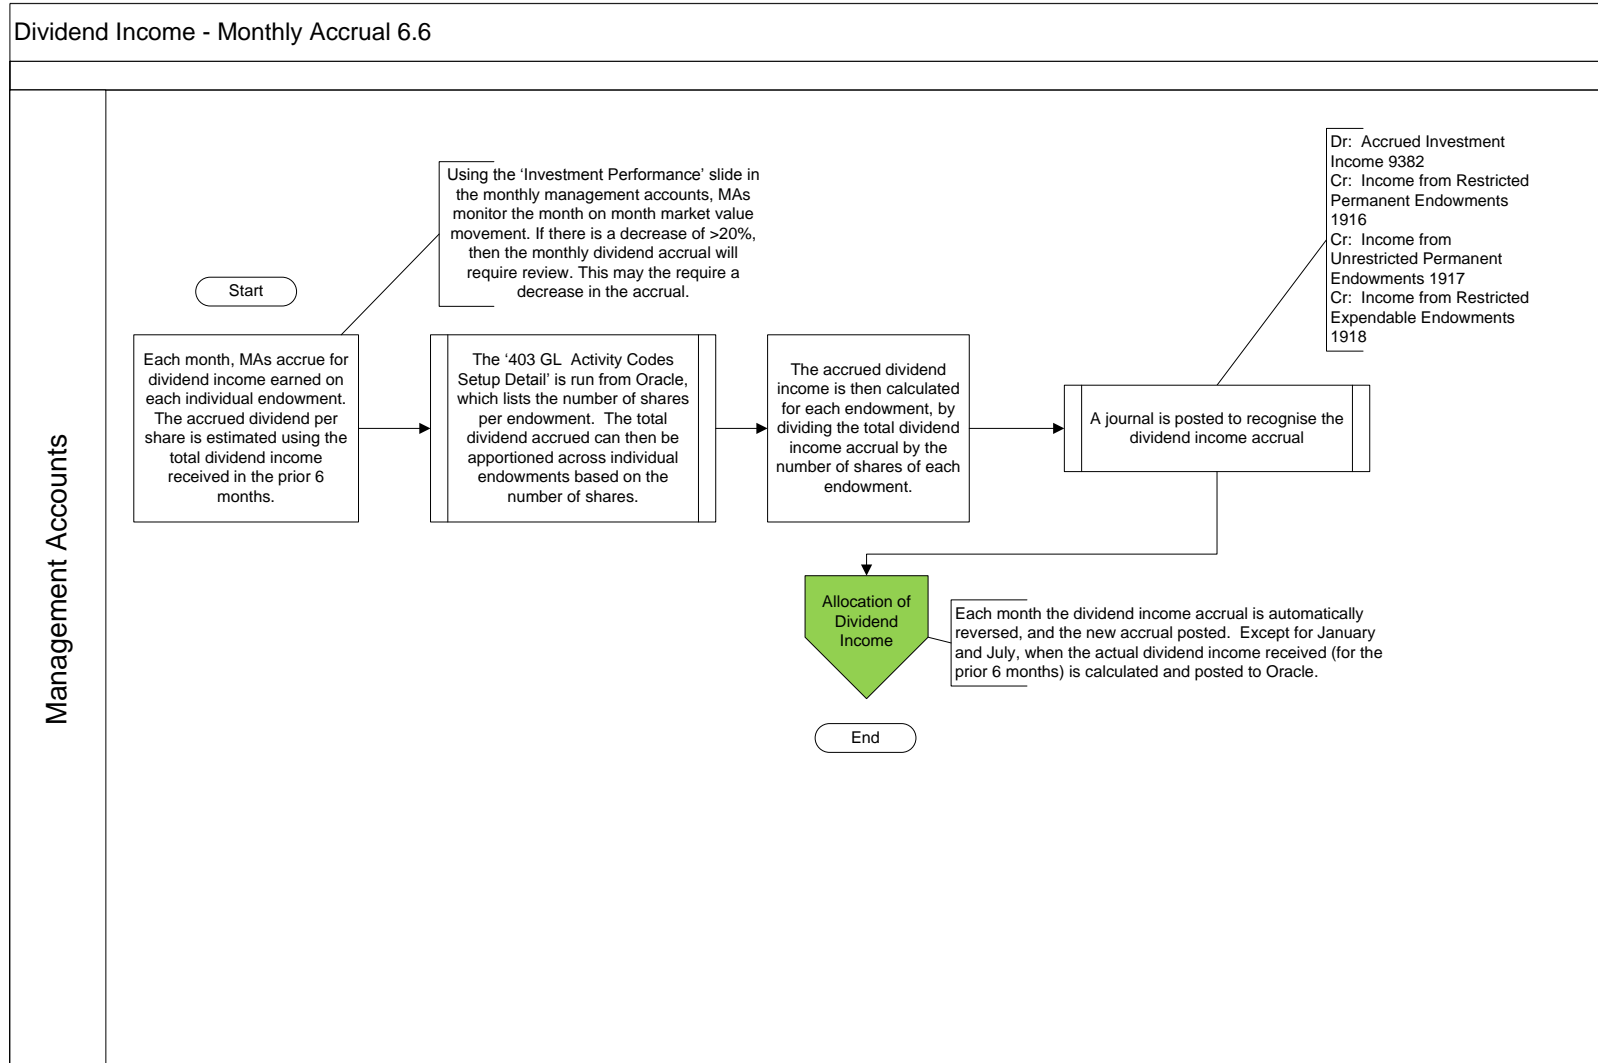 Dividend Income - Monthly Accrual 6.6
Management Accounts
Start
Using the ‘Investment Performance’ slide in
the monthly management accounts, MAs
monitor the month on month market value
movement. If there is a decrease of >20%,
then the monthly dividend accrual will
require review. This may the require a
decrease in the accrual.
Each month, MAs accrue for
dividend income earned on
each individual endowment.
The accrued dividend per
share is estimated using the
total dividend income
received in the prior 6
months.
The ‘403 GL  Activity Codes
Setup Detail’ is run from Oracle,
which lists the number of shares
per endowment.  The total
dividend accrued can then be
apportioned across individual
endowments based on the
number of shares.
The accrued dividend
income is then calculated
for each endowment, by
dividing the total dividend
income accrual by the
number of shares of each
endowment.
A journal is posted to recognise the
dividend income accrual
Dr:  Accrued Investment
Income 9382
Cr:  Income from Restricted
Permanent Endowments
1916
Cr:  Income from
Unrestricted Permanent
Endowments 1917
Cr:  Income from Restricted
Expendable Endowments
1918
Allocation of
Dividend
Income
Each month the dividend income accrual is automatically
reversed, and the new accrual posted.  Except for January
and July, when the actual dividend income received (for the
prior 6 months) is calculated and posted to Oracle.
End